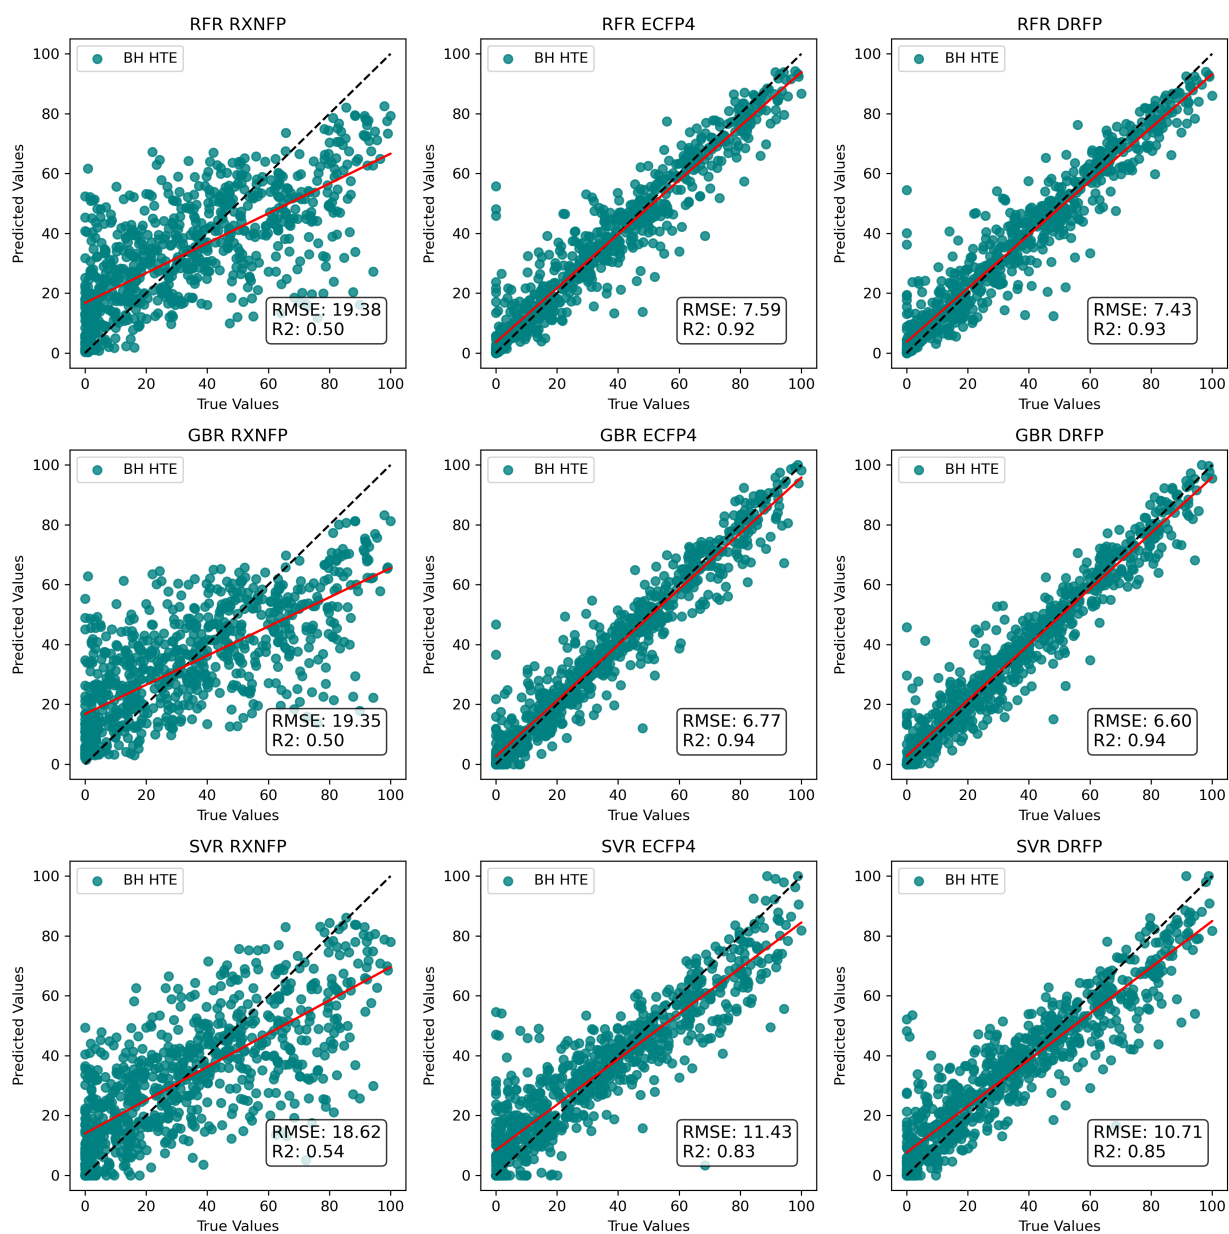 RFR RXNFP
BH HTE
100
80
60
40
20
0
Predicted Values
RMSE: 19.38
R2: 0.50
0 20 40 60 80 100
True Values
RFR ECFP4
BH HTE
100
80
60
40
20
0
Predicted Values
RMSE: 7.59
R2: 0.92
0 20 40 60 80 100
True Values
RFR DRFP
BH HTE
100
80
60
40
20
0
Predicted Values
RMSE: 7.43
R2: 0.93
0 20 40 60 80 100
True Values
GBR RXNFP
BH HTE
100
80
60
40
20
0
Predicted Values
RMSE: 19.35
R2: 0.50
0 20 40 60 80 100
True Values
GBR ECFP4
BH HTE
100
80
60
40
20
0
Predicted Values
RMSE: 6.77
R2: 0.94
0 20 40 60 80 100
True Values
GBR DRFP
BH HTE
100
80
60
40
20
0
Predicted Values
RMSE: 6.60
R2: 0.94
0 20 40 60 80 100
True Values
SVR RXNFP
BH HTE
100
80
60
40
20
0
Predicted Values
RMSE: 18.62
R2: 0.54
0 20 40 60 80 100
True Values
SVR ECFP4
BH HTE
100
80
60
40
20
0
Predicted Values
RMSE: 11.43
R2: 0.83
0 20 40 60 80 100
True Values
SVR DRFP
BH HTE
100
80
60
40
20
0
Predicted Values
RMSE: 10.71
R2: 0.85
0 20 40 60 80 100
True Values